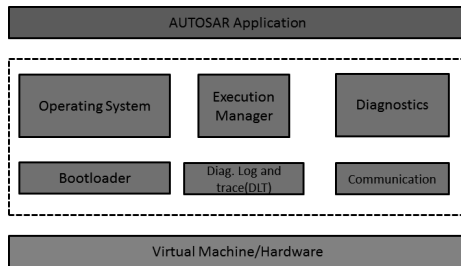 AUTOSAR Application
Operating System
Execution
Manager
Diagnostics
Bootloader
Diag. Log and
trace(DLT)
Communication
Virtual Machine/Hardware